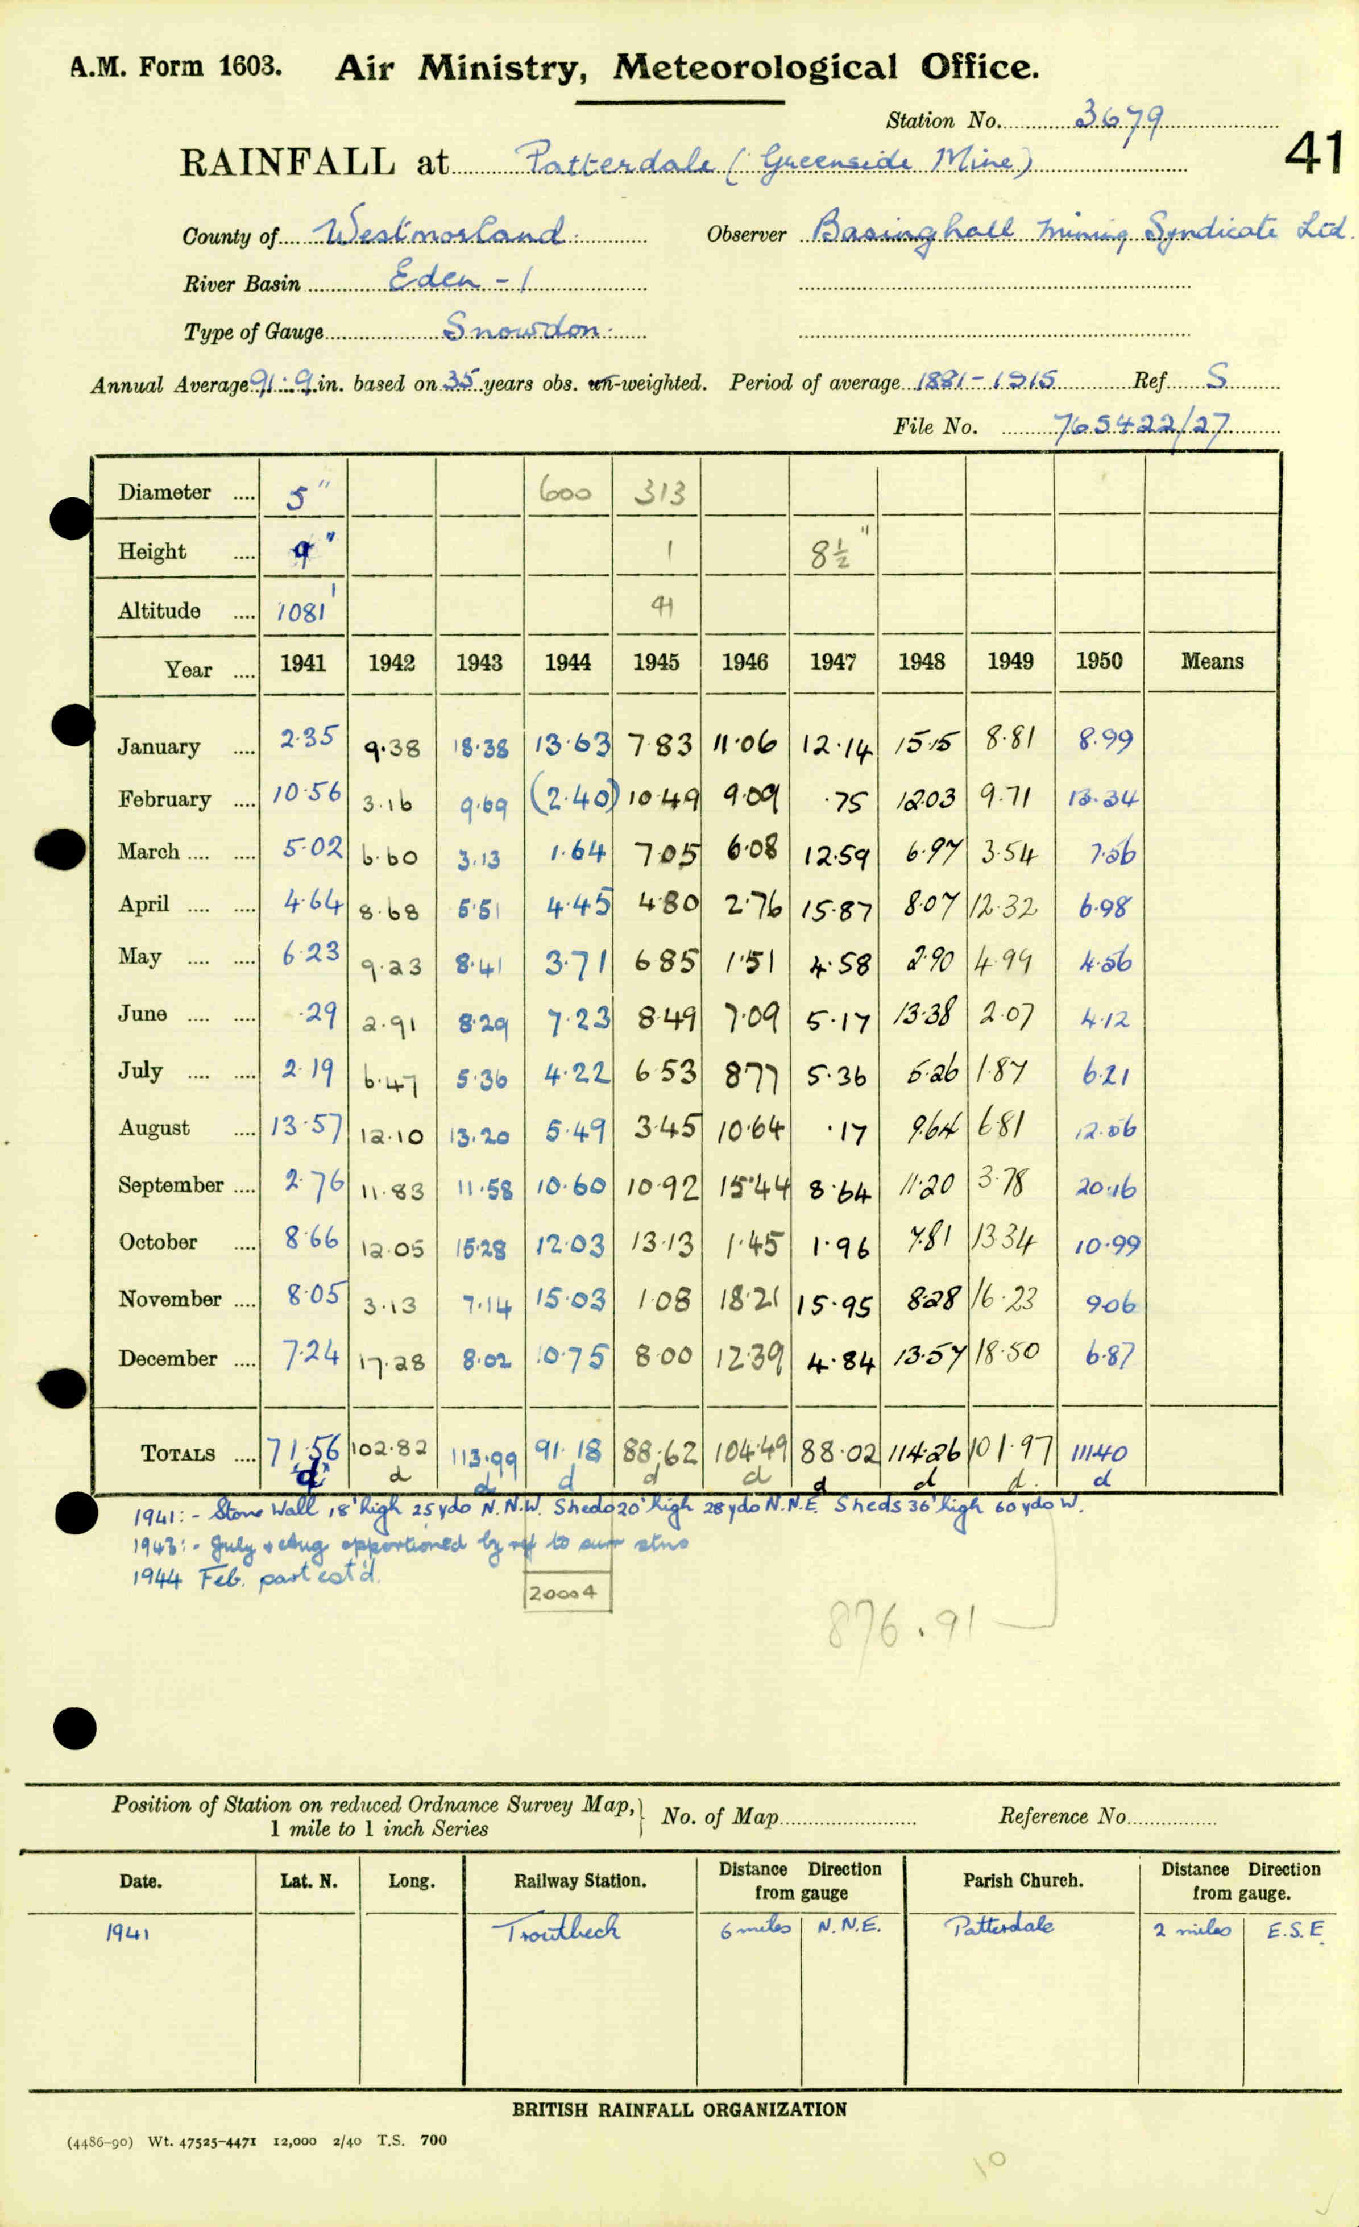 A.M. Form 1603. Air Ministry, Meteorological Office.
Station No. 3679
41
RAINFALL at Patterdale (Greenside Mine)
County of Westmorland. Observer Basinghall Mining Syndicate Ltd.
River Basin Eden - 1
Type of Gauge Snowdon.
Annual Average 91.9 in. based on 35 years obs. un-weighted. Period of average 1881-1915 Ref S
File No. 765422/27
Diameter .... 5" 600 313
Height .... 9" 1 8½"
Altitude .... 1081' 41
Year .... 1941 1942 1943 1944 1945 1946 1947 1948 1949 1950 Means
January .... 2.35 9.38 18.38 13.63 7.83 11.06 12.14 15.15 8.81 8.99
February .... 10.56 3.16 9.69 (2.40) 10.49 9.09 .75 12.03 9.71 13.34
March .... .... 5.02 6.60 3.13 1.64 7.05 6.08 12.59 6.97 3.54 7.56
April .... .... 4.64 8.68 5.51 4.45 4.80 2.76 15.87 8.07 12.32 6.98
May .... .... 6.23 9.23 8.41 3.71 6.85 1.51 4.58 2.90 4.99 4.56
June .... .... .29 2.91 8.29 7.23 8.49 7.09 5.17 13.38 2.07 4.12
July .... .... 2.19 6.47 5.36 4.22 6.53 8.77 5.36 5.26 1.87 6.21
August .... 13.57 12.10 13.20 5.49 3.45 10.64 .17 9.64 6.81 12.56
September .... 2.76 11.83 11.58 10.60 10.92 15.44 8.64 11.20 3.78 20.16
October .... 8.66 12.05 15.28 12.03 13.13 1.45 1.96 7.81 13.34 10.99
November .... 8.05 3.13 7.14 15.03 1.08 18.21 15.95 8.28 16.23 9.06
December .... 7.24 17.28 8.02 10.75 8.00 12.39 4.84 13.57 18.50 6.87
TOTALS .... 71.56 102.82 113.99 91.18 88.62 104.49 88.02 114.26 101.97 111.40
d d d d d d d d d. d
1941:- Stone Wall 18' high 25 yds N.N.W. Sheds 20' high 28 yds N.N.E. Sheds 36' high 60 yds W.
1943:- July & Aug apportioned by ref to surr stns
1944 Feb. part est'd.
20004
876.91
Position of Station on reduced Ordnance Survey Map,} No. of Map Reference No.
1 mile to 1 inch Series
Date. Lat. N. Long. Railway Station. Distance Direction from gauge Parish Church. Distance Direction from gauge.
1941 Troutbeck 6 miles N.N.E. Patterdale 2 miles E.S.E.
BRITISH RAINFALL ORGANIZATION
(4486-90) Wt. 47525-4471 12,000 2/40 T.S. 700
10